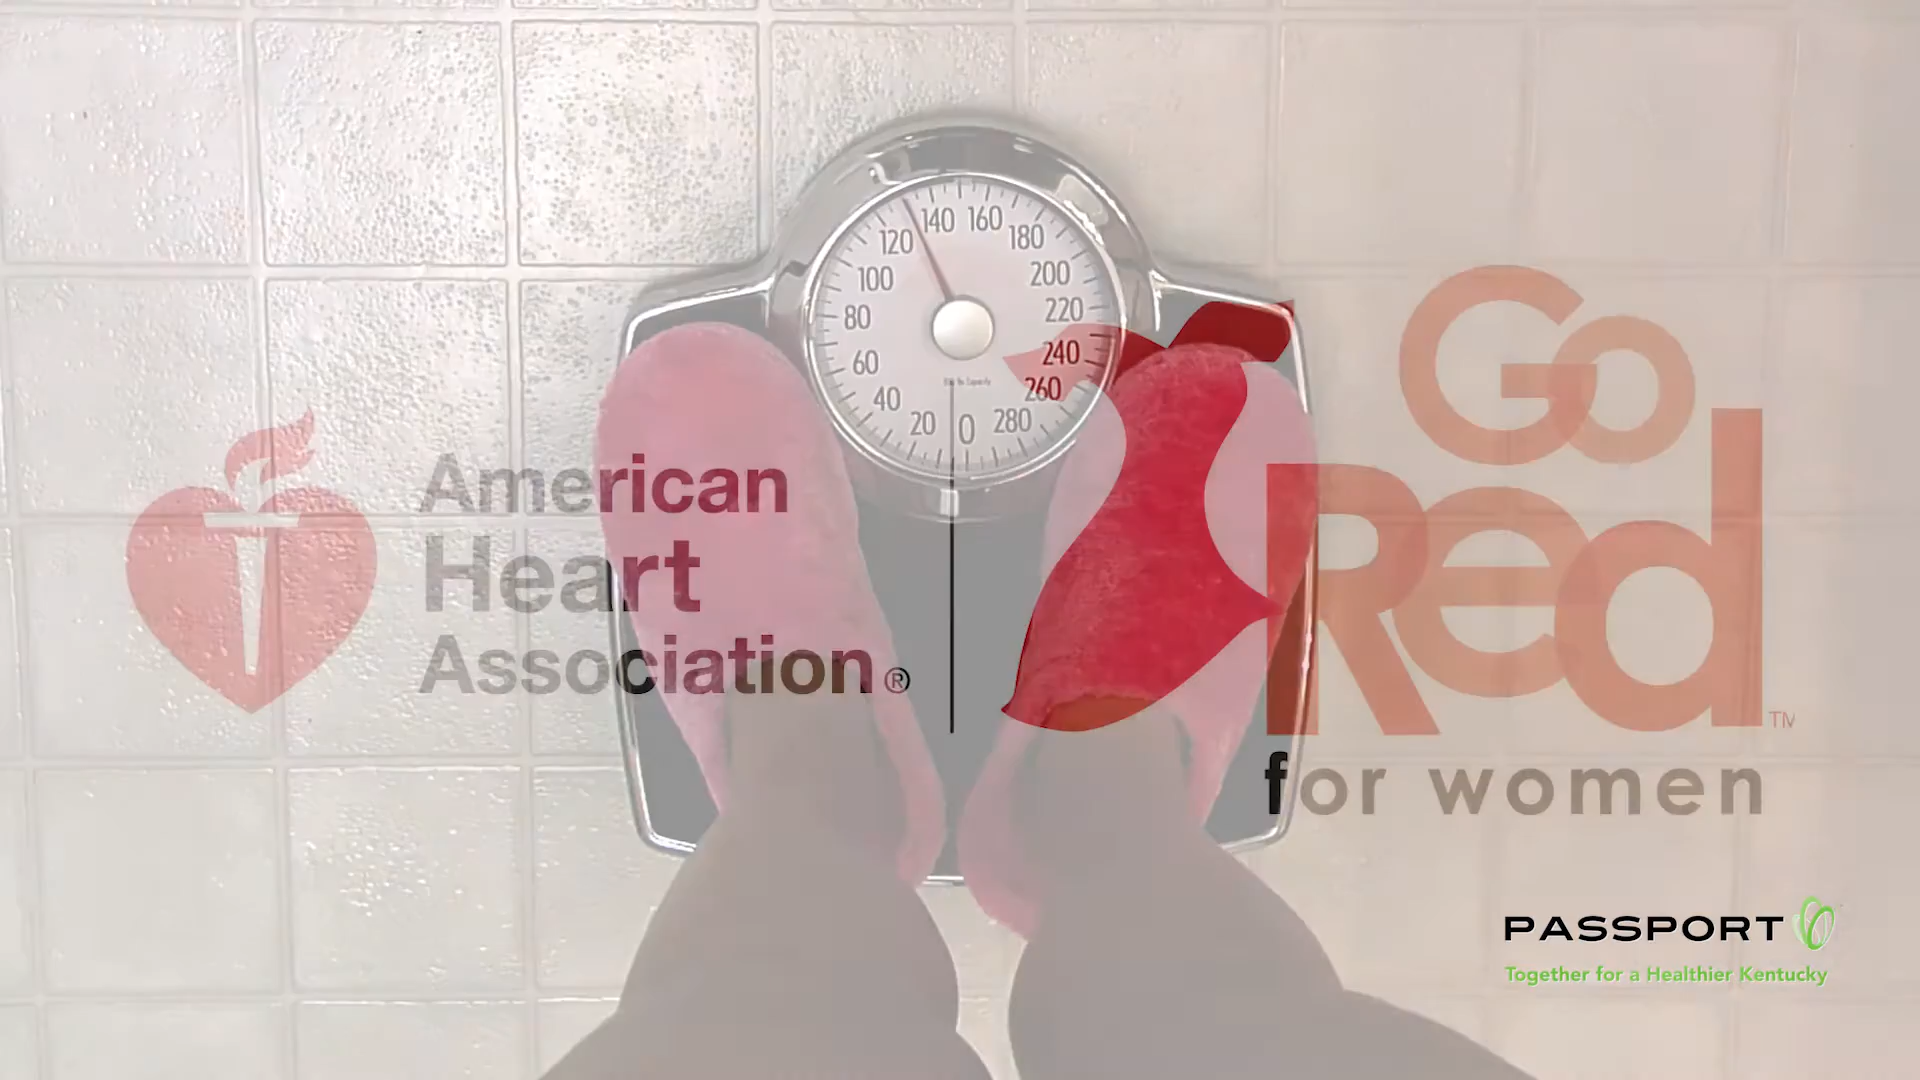 140 160
120 180
100 200
80 220
60 240
40 260
20 0 280
American
Heart
Association®
Go
Red™
for women
PASSPORT
Together for a Healthier Kentucky